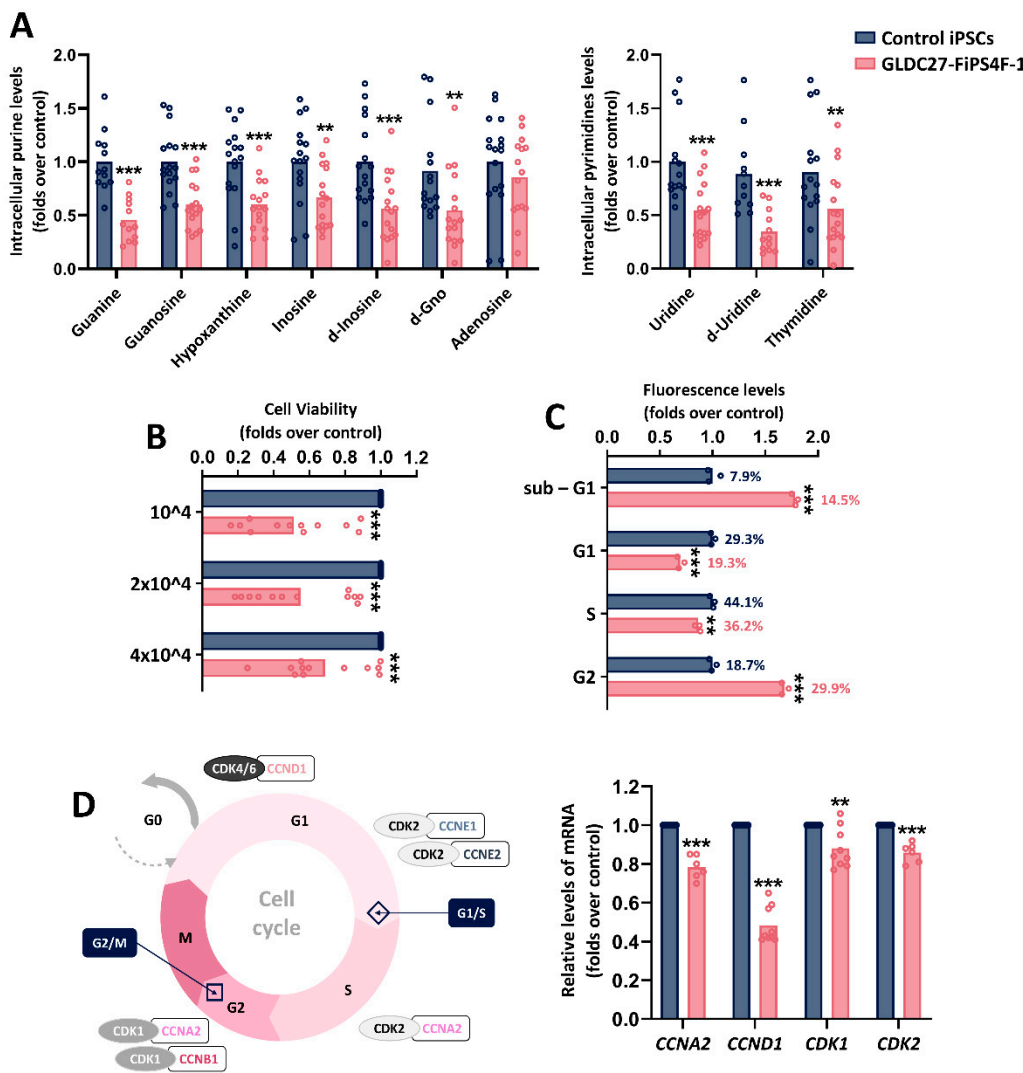 A
Intracellular purine levels
(folds over control)
2.0
1.5
1.0
0.5
0.0
***
***
***
**
***
**
Guanine
Guanosine
Hypoxanthine
Inosine
d-Inosine
d-Gno
Adenosine
Intracellular pyrimidines levels
(folds over control)
2.0
1.5
1.0
0.5
0.0
***
***
**
Uridine
d-Uridine
Thymidine
Control iPSCs
GLDC27-FiPS4F-1
B
Cell Viability
(folds over control)
0.0 0.2 0.4 0.6 0.8 1.0 1.2
10^4
***
2x10^4
***
4x10^4
***
C
Fluorescence levels
(folds over control)
0.0 0.5 1.0 1.5 2.0
sub – G1
7.9%
*** 14.5%
G1
29.3%
*** 19.3%
S
44.1%
** 36.2%
G2
18.7%
*** 29.9%
D
CDK4/6 CCND1
G0
G1
CDK2 CCNE1
CDK2 CCNE2
Cell
cycle
G1/S
G2/M
M
G2
S
CDK1 CCNA2
CDK1 CCNB1
CDK2 CCNA2
Relative levels of mRNA
(folds over control)
1.2
1.0
0.8
0.6
0.4
0.2
0.0
***
***
**
***
CCNA2
CCND1
CDK1
CDK2